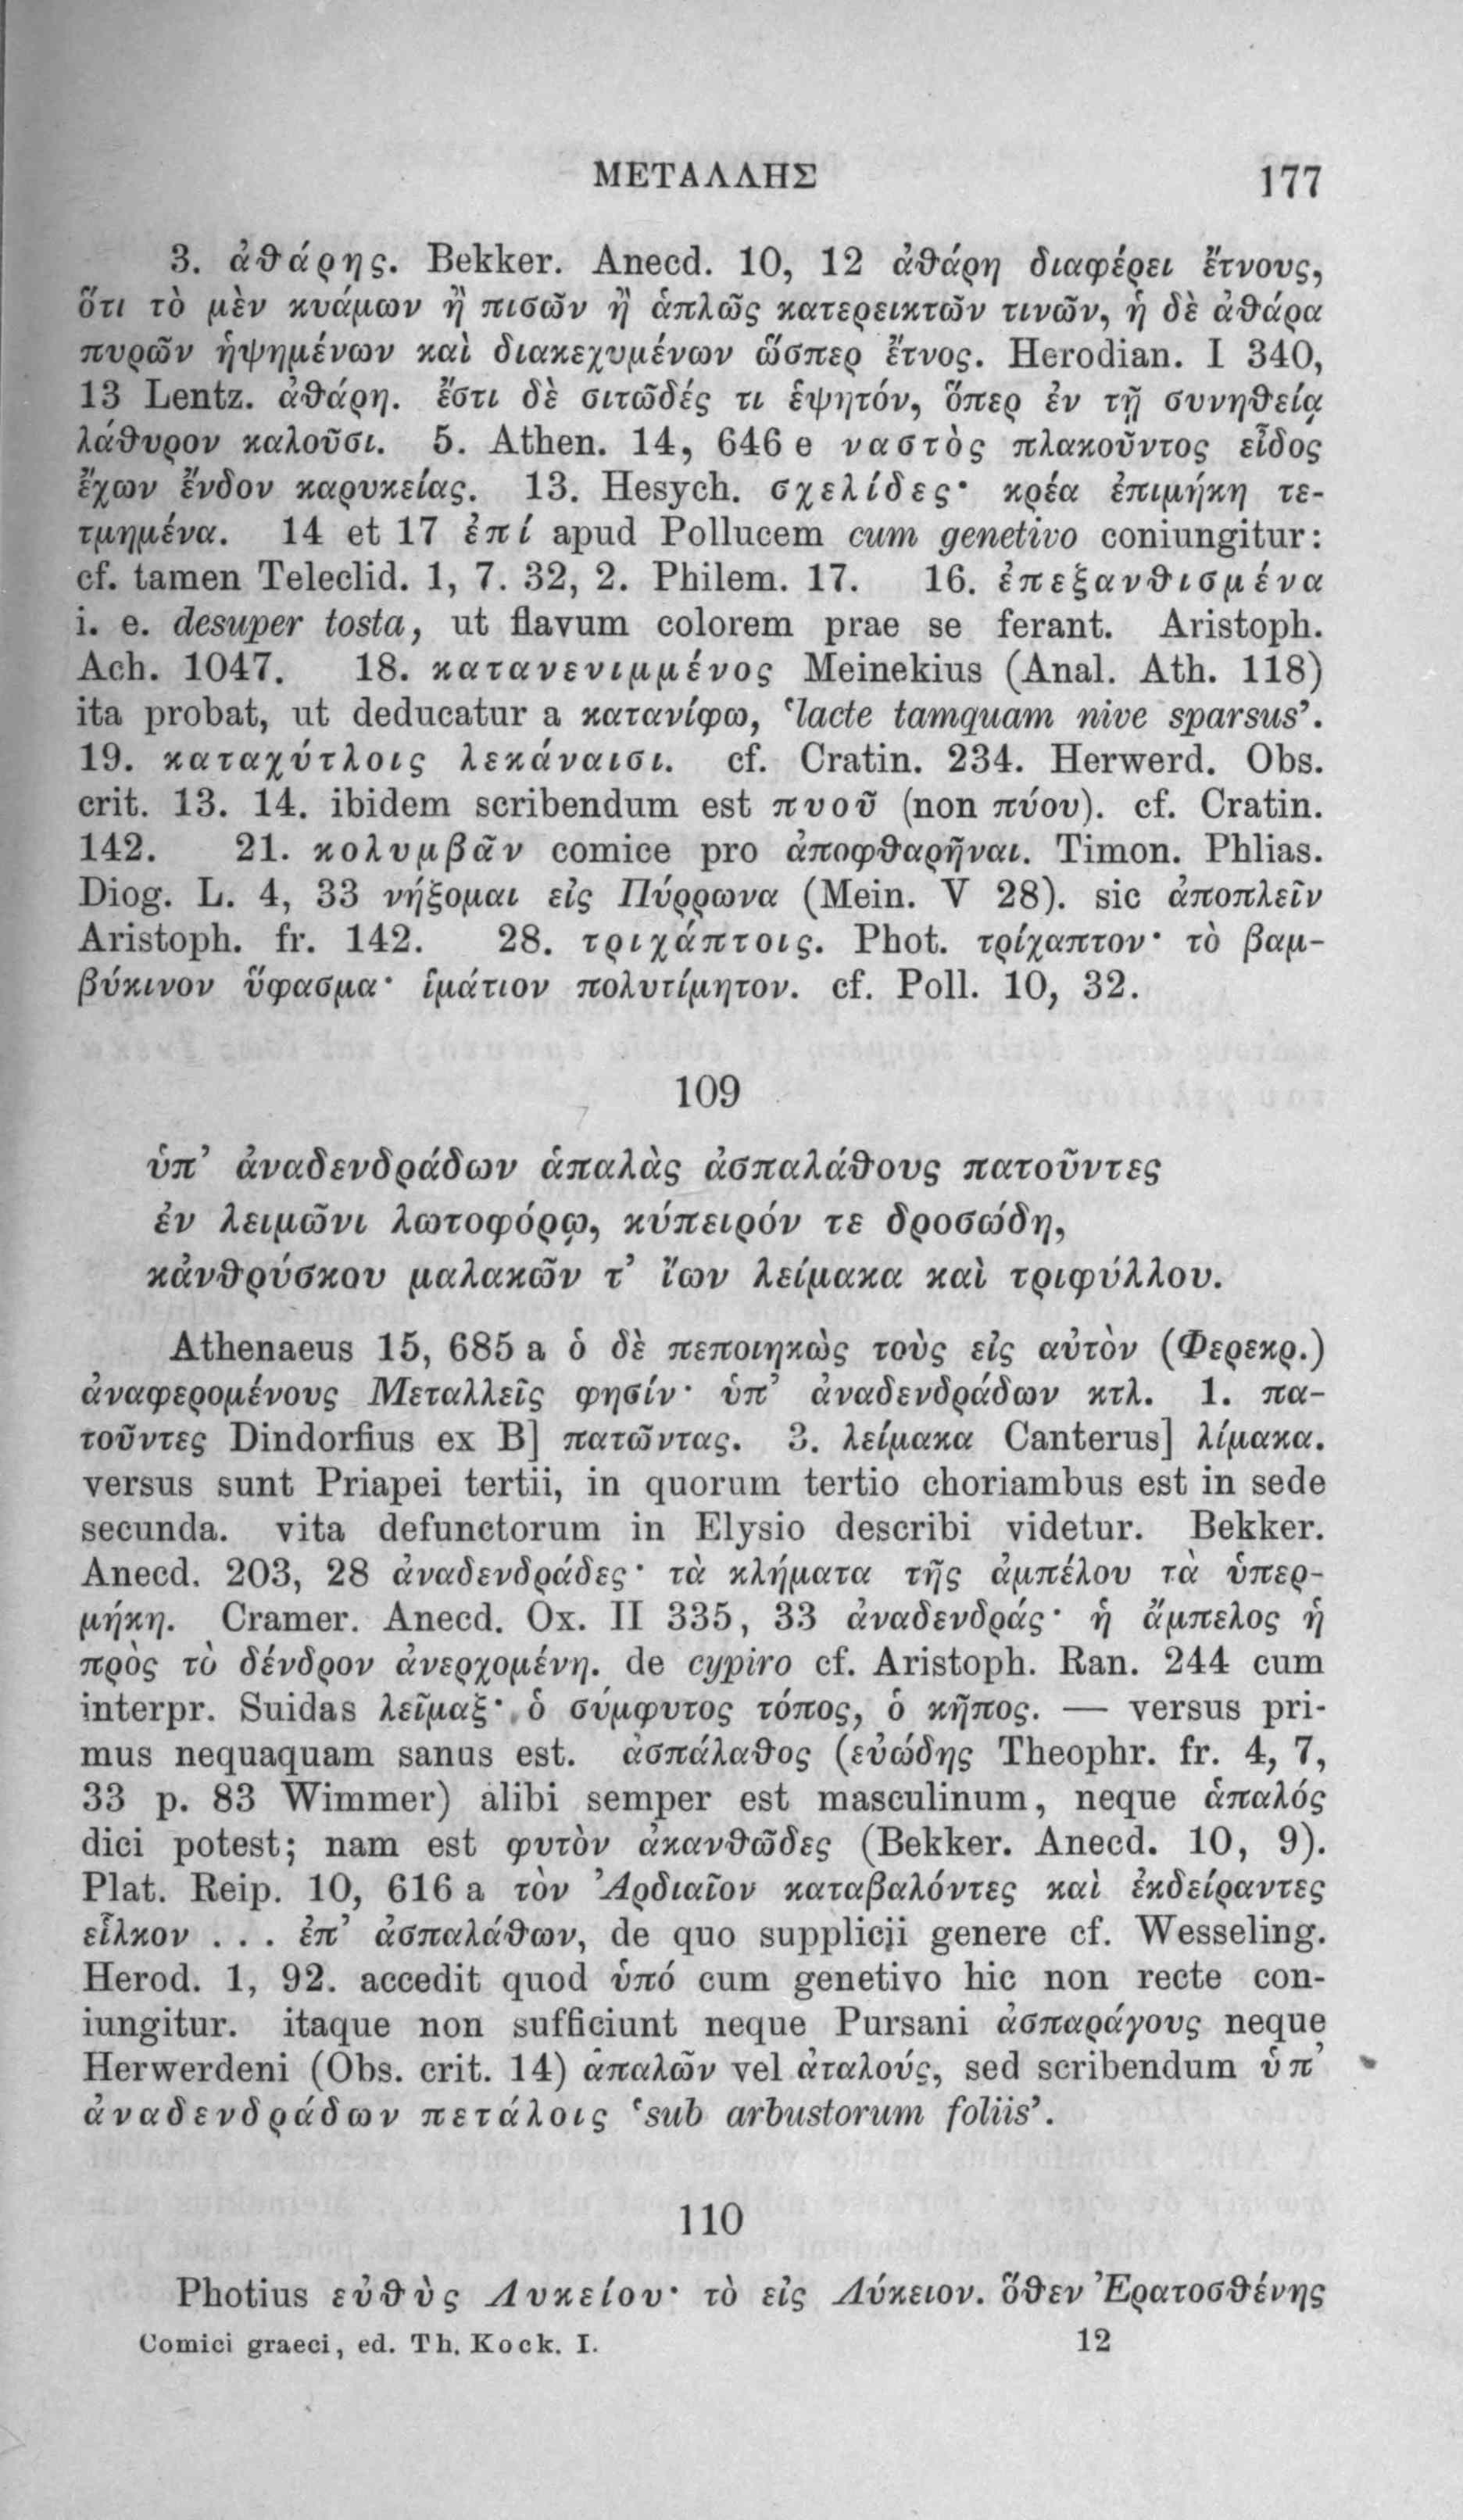 ΜΕΤΑΛΛΗΣ 177
3. ἀθάρης. Bekker. Anecd. 10, 12 ἀθάρη διαφέρει ἔτνους,
ὅτι τὸ μὲν κυάμων ἢ πισῶν ἢ ἁπλῶς κατερεικτῶν τινῶν, ἡ δὲ ἀθάρα
πυρῶν ἡψημένων καὶ διακεχυμένων ὥσπερ ἔτνος. Herodian. I 340,
13 Lentz. ἀθάρη. ἔστι δὲ σιτῶδές τι ἑψητόν, ὅπερ ἐν τῇ συνηθείᾳ
λάθυρον καλοῦσι. 5. Athen. 14, 646 e ναστὸς πλακοῦντος εἶδος
ἔχων ἔνδον καρυκείας. 13. Hesych. σχελίδες· κρέα ἐπιμήκη τε-
τμημένα. 14 et 17 ἐπί apud Pollucem cum genetivo coniungitur:
cf. tamen Teleclid. 1, 7. 32, 2. Philem. 17. 16. ἐπεξανθισμένα
i. e. desuper tosta, ut flavum colorem prae se ferant. Aristoph.
Ach. 1047. 18. κατανενιμμένος Meinekius (Anal. Ath. 118)
ita probat, ut deducatur a κατανίφω, ‘lacte tamquam nive sparsus’.
19. καταχύτλοις λεκάναισι. cf. Cratin. 234. Herwerd. Obs.
crit. 13. 14. ibidem scribendum est πυοῦ (non πύου). cf. Cratin.
142. 21. κολυμβᾶν comice pro ἀποφθαρῆναι. Timon. Phlias.
Diog. L. 4, 33 νήξομαι εἰς Πύρρωνα (Mein. V 28). sic ἀποπλεῖν
Aristoph. fr. 142. 28. τριχάπτοις. Phot. τρίχαπτον· τὸ βαμ-
βύκινον ὕφασμα· ἱμάτιον πολυτίμητον. cf. Poll. 10, 32.
109
ὑπ’ ἀναδενδράδων ἁπαλὰς ἀσπαλάθους πατοῦντες
ἐν λειμῶνι λωτοφόρῳ, κύπειρόν τε δροσώδη,
κἀνθρύσκου μαλακῶν τ’ ἴων λείμακα καὶ τριφύλλου.
Athenaeus 15, 685 a ὁ δὲ πεποιηκὼς τοὺς εἰς αὐτὸν (Φερεκρ.)
ἀναφερομένους Μεταλλεῖς φησίν· ὑπ’ ἀναδενδράδων κτλ. 1. πα-
τοῦντες Dindorfius ex B] πατῶντας. 3. λείμακα Canterus] λίμακα.
versus sunt Priapei tertii, in quorum tertio choriambus est in sede
secunda. vita defunctorum in Elysio describi videtur. Bekker.
Anecd. 203, 28 ἀναδενδράδες· τὰ κλήματα τῆς ἀμπέλου τὰ ὑπερ-
μήκη. Cramer. Anecd. Ox. II 335, 33 ἀναδενδράς· ἡ ἄμπελος ἡ
πρὸς τὸ δένδρον ἀνερχομένη. de cypiro cf. Aristoph. Ran. 244 cum
interpr. Suidas λεῖμαξ· ὁ σύμφυτος τόπος, ὁ κῆπος. — versus pri-
mus nequaquam sanus est. ἀσπάλαθος (εὐώδης Theophr. fr. 4, 7,
33 p. 83 Wimmer) alibi semper est masculinum, neque ἁπαλός
dici potest; nam est φυτὸν ἀκανθῶδες (Bekker. Anecd. 10, 9).
Plat. Reip. 10, 616 a τὸν Ἀρδιαῖον καταβαλόντες καὶ ἐκδείραντες
εἷλκον . . . ἐπ’ ἀσπαλάθων, de quo supplicii genere cf. Wesseling.
Herod. 1, 92. accedit quod ὑπό cum genetivo hic non recte con-
iungitur. itaque non sufficiunt neque Pursani ἀσπαράγους neque
Herwerdeni (Obs. crit. 14) ἁπαλῶν vel ἀταλούς, sed scribendum ὑπ’
ἀναδενδράδων πετάλοις ‘sub arbustorum foliis’.
110
Photius εὐθὺς Λυκείου· τὸ εἰς Λύκειον. ὅθεν Ἐρατοσθένης
Comici graeci, ed. Th. Kock. I. 12